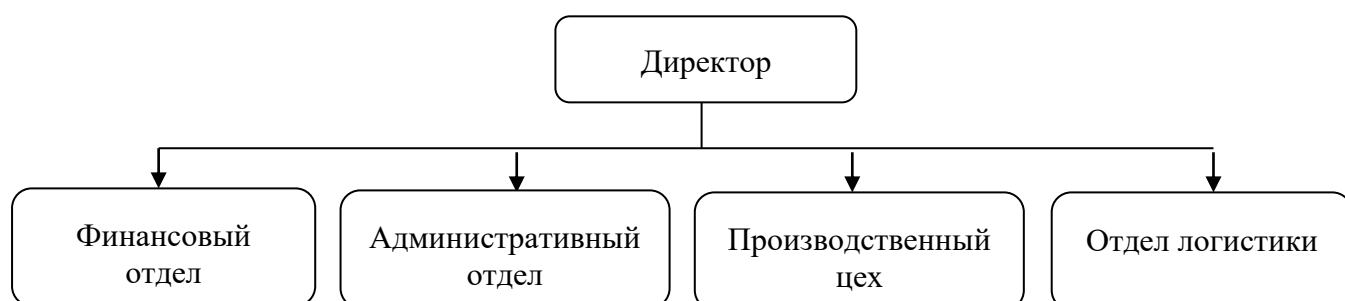 Директор
Финансовый
отдел
Административный
отдел
Производственный
цех
Отдел логистики